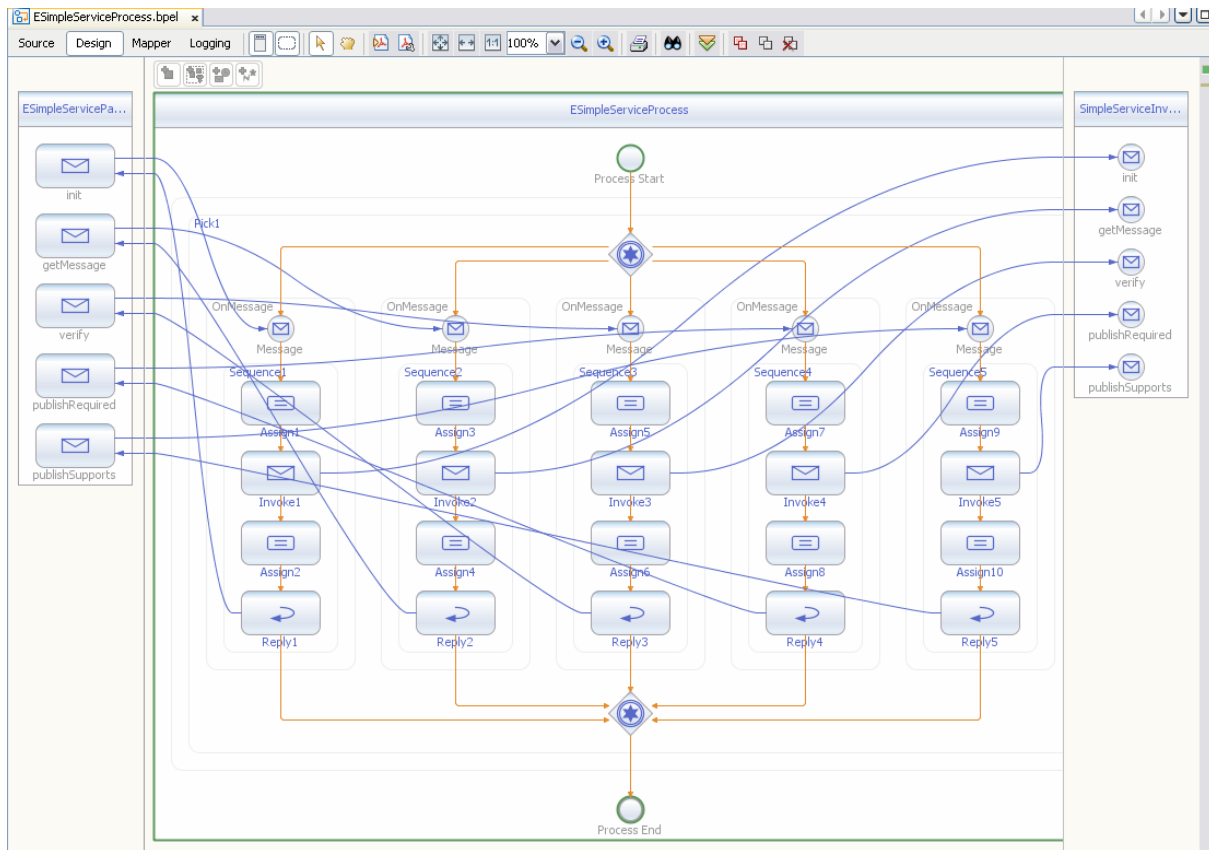 ESimpleServiceProcess.bpel
Source Design Mapper Logging 1:1 100%
ESimpleServicePa...
ESimpleServiceProcess
SimpleServiceInv...
init
getMessage
verify
publishRequired
publishSupports
Process Start
Pick1
OnMessage OnMessage OnMessage OnMessage OnMessage
Message Message Message Message Message
Sequence1 Sequence2 Sequence3 Sequence4 Sequence5
Assign1 Assign3 Assign5 Assign7 Assign9
Invoke1 Invoke2 Invoke3 Invoke4 Invoke5
Assign2 Assign4 Assign6 Assign8 Assign10
Reply1 Reply2 Reply3 Reply4 Reply5
Process End
init
getMessage
verify
publishRequired
publishSupports